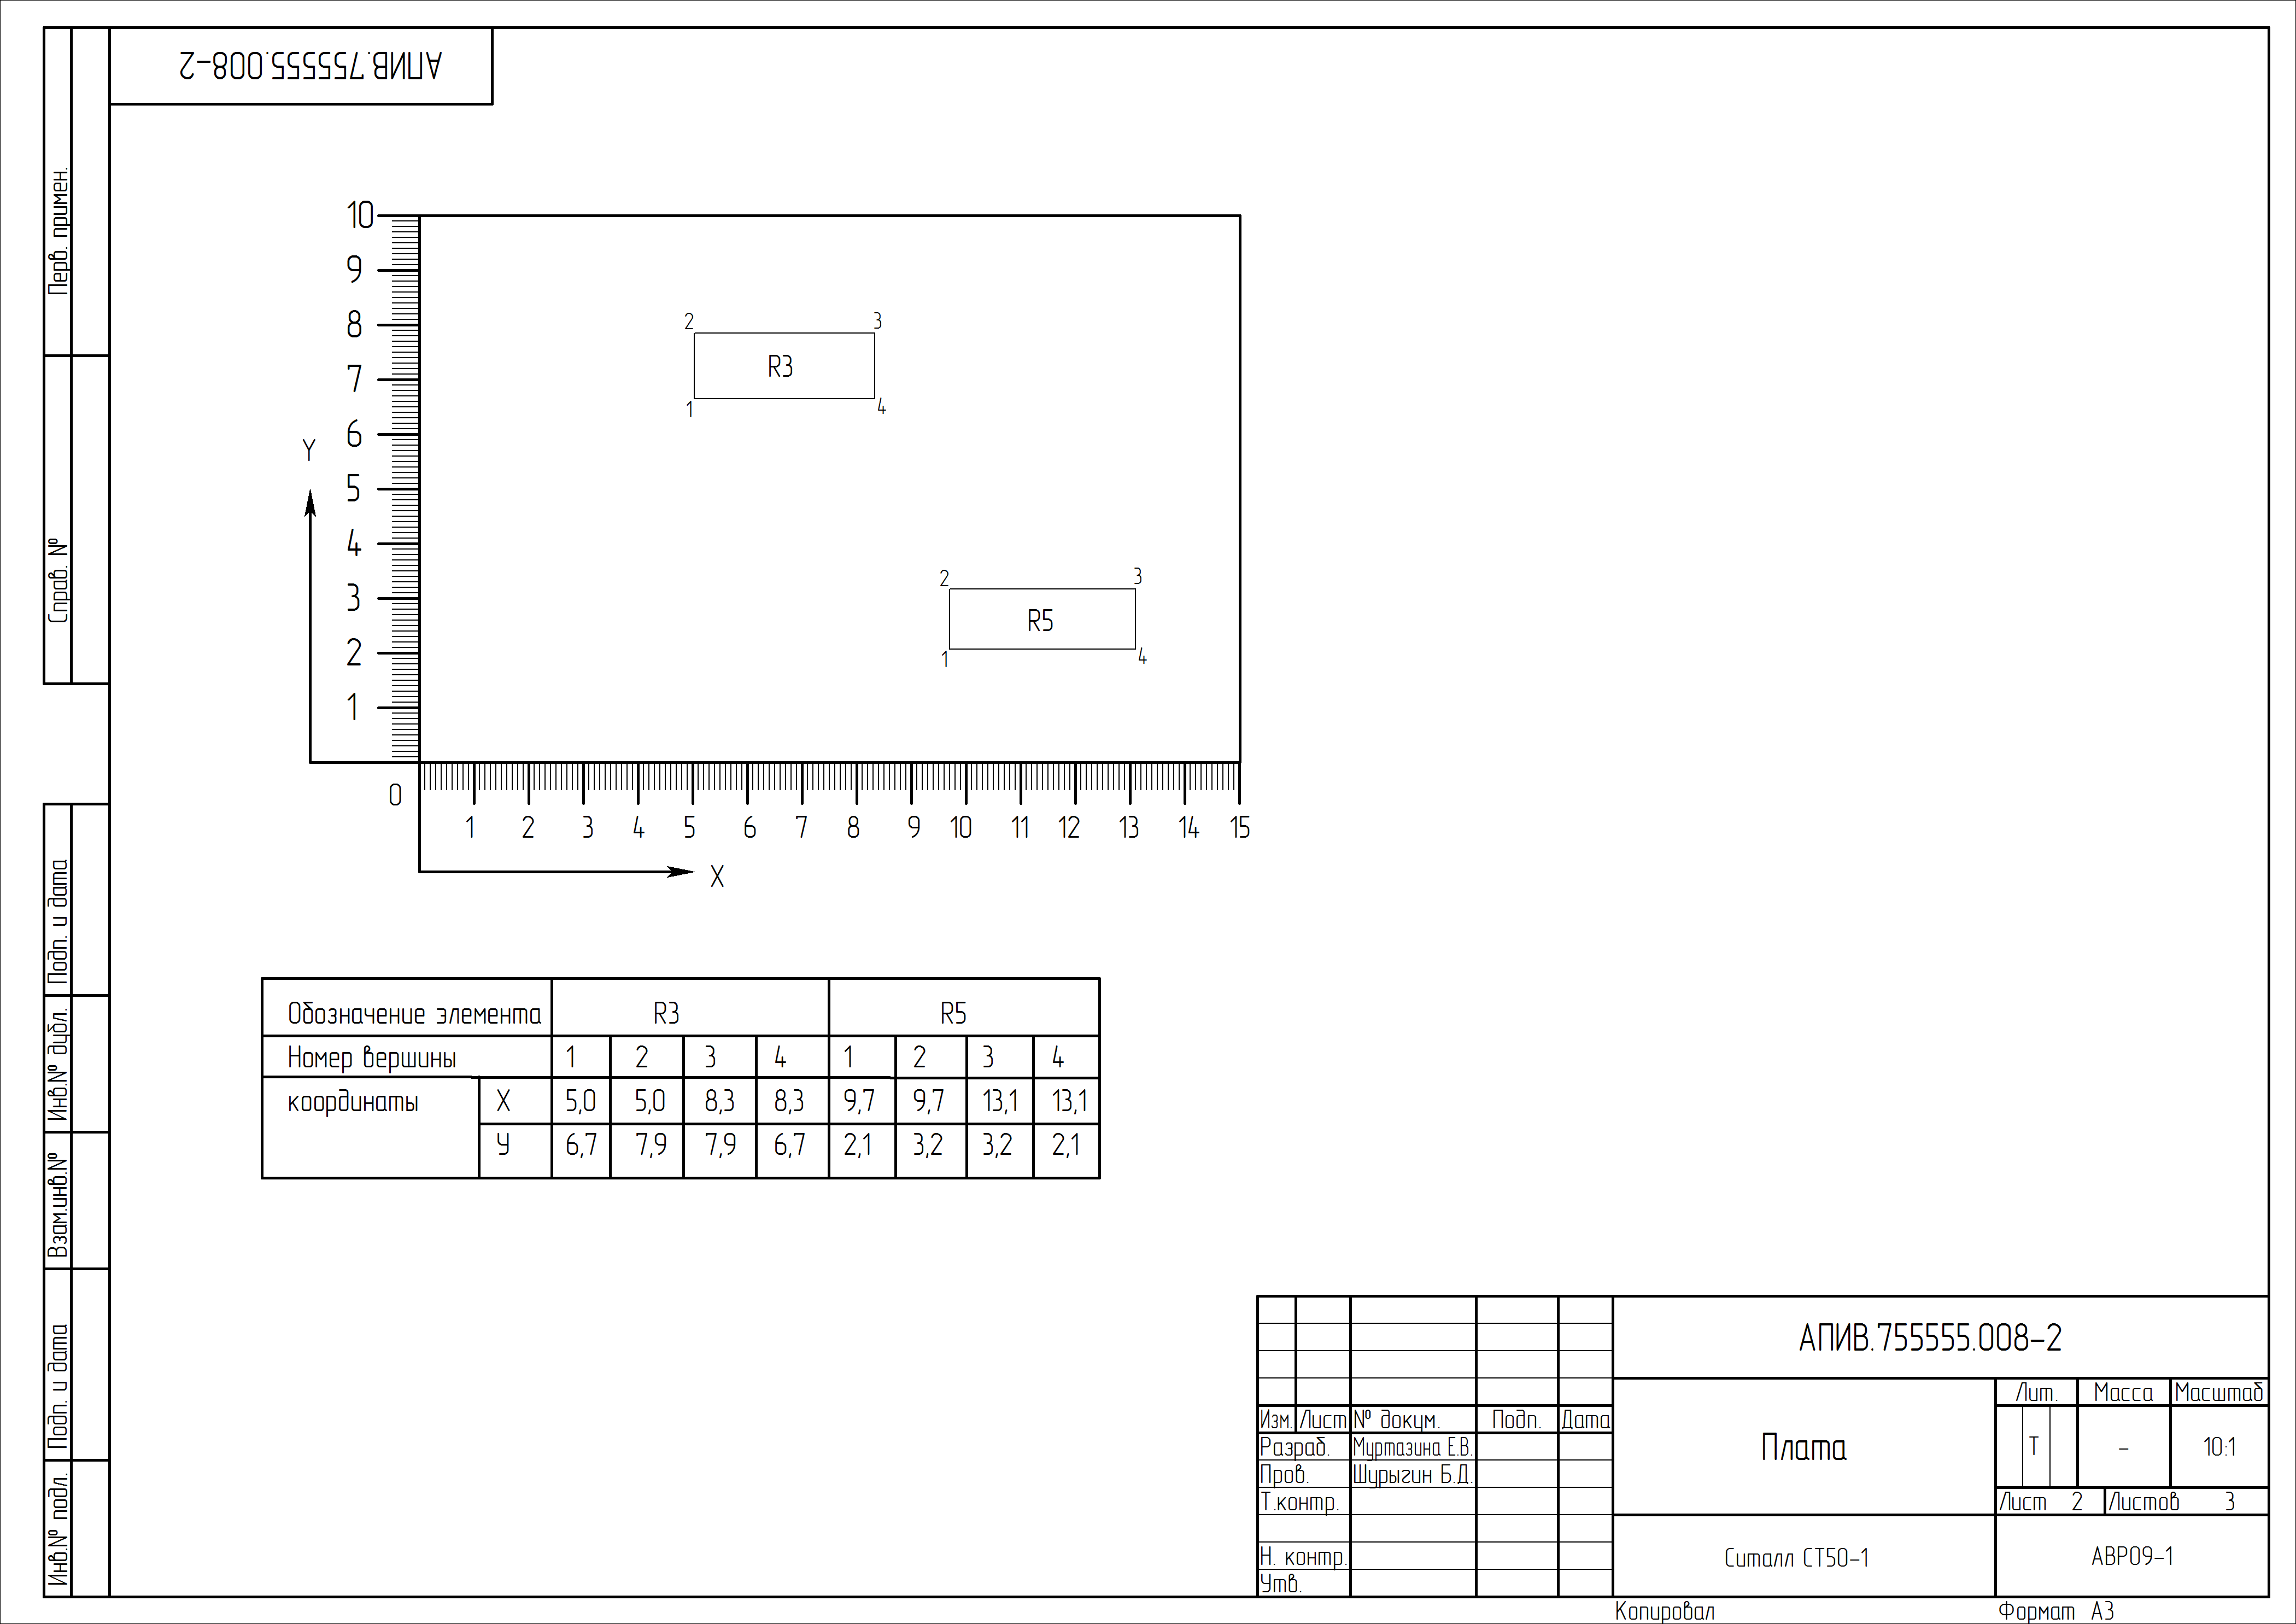 АПИВ.755555.008-2
Перв. примен.
Справ. №
Подп. и дата
Инв.№ дубл.
Взам.инв.№
Подп. и дата
Инв.№ подл.
10
9
8
7
6
5
4
3
2
1
0
Y
2 3
R3
1 4
2 3
R5
1 4
1 2 3 4 5 6 7 8 9 10 11 12 13 14 15
X
Обозначение элемента R3 R5
Номер вершины 1 2 3 4 1 2 3 4
координаты X 5,0 5,0 8,3 8,3 9,7 9,7 13,1 13,1
У 6,7 7,9 7,9 6,7 2,1 3,2 3,2 2,1
АПИВ.755555.008-2
Лит. Масса Масштаб
Изм. Лист № докум. Подп. Дата
Разраб. Муртазина Е.В.
Плата
Т – 10:1
Пров. Шурыгин Б.Д.
Т.контр.
Лист 2 Листов 3
Н. контр.
Утв.
Ситалл СТ50-1
АВР09-1
Копировал Формат А3